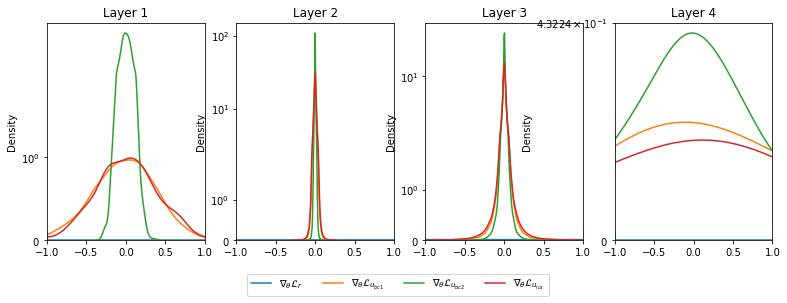 Layer 1
Layer 2
Layer 3
Layer 4
Density
10⁰
0
−1.0 −0.5 0.0 0.5 1.0
Density
10²
10¹
10⁰
0
−1.0 −0.5 0.0 0.5 1.0
Density
10¹
10⁰
0
−1.0 −0.5 0.0 0.5 1.0
Density
4.3224 × 10⁻¹
0
−1.0 −0.5 0.0 0.5 1.0
∇θℒr ∇θℒu_bc1 ∇θℒu_bc2 ∇θℒu_ics